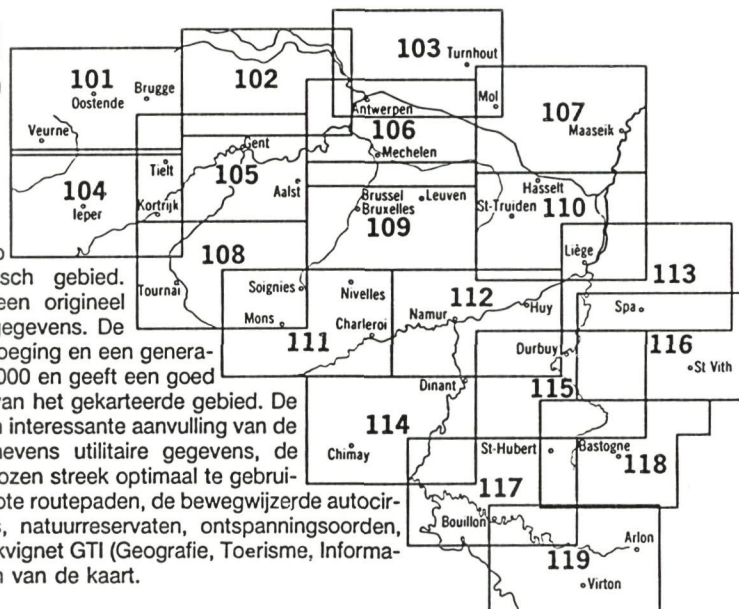 103 Turnhout
101 102
Brugge
Oostende
Mol 107
Antwerpen
Veurne 106 Maaseik
Gent Mechelen
Tielt 105
104 Aalst Hasselt
Ieper Kortrijk Brussel Leuven St-Truiden 110
Bruxelles
109
108 Liège
113
Tournai Soignies Nivelles 112
Mons Charleroi Namur Huy Spa
111 Durbuy 116
St Vith
Dinant 115
114
Chimay St-Hubert Bastogne
118
117
Bouillon
Arlon
119
Virton
sch gebied.
een origineel
gegevens. De
oeging en een genera-
000 en geeft een goed
van het gekarteerde gebied. De
n interessante aanvulling van de
nevens utilitaire gegevens, de
ozen streek optimaal te gebrui-
ote routepaden, de bewegwijzerde autocir-
s, natuurreservaten, ontspanningsoorden,
kvignet GTI (Geografie, Toerisme, Informa-
n van de kaart.